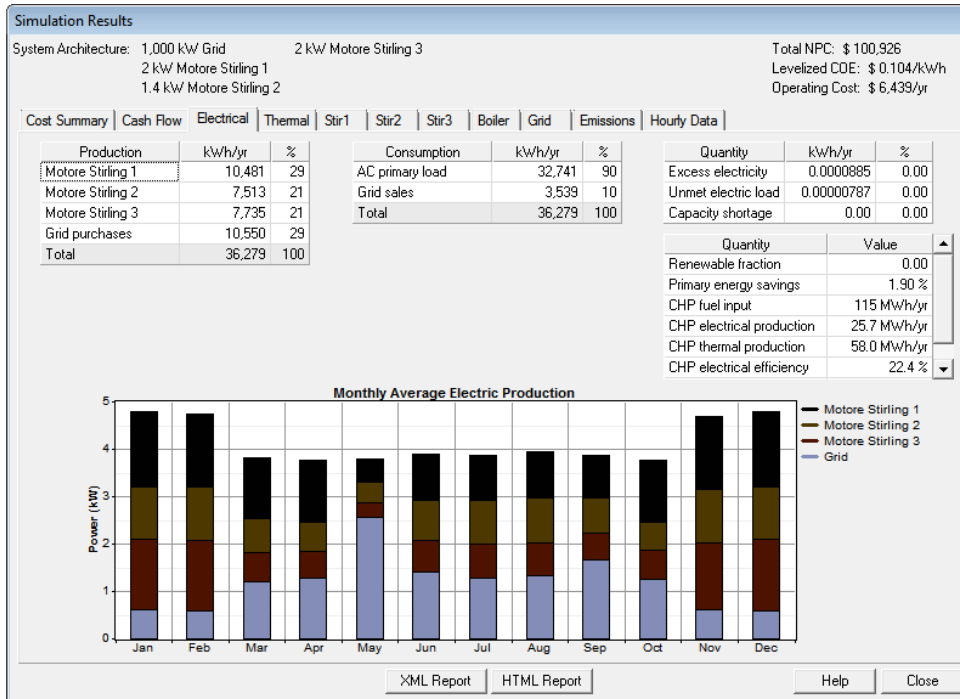 Simulation Results
System Architecture: 1,000 kW Grid 2 kW Motore Stirling 3
2 kW Motore Stirling 1
1.4 kW Motore Stirling 2
Total NPC: $ 100,926
Levelized COE: $ 0.104/kWh
Operating Cost: $ 6,439/yr
Cost Summary Cash Flow Electrical Thermal Stir1 Stir2 Stir3 Boiler Grid Emissions Hourly Data
Production kWh/yr %
Motore Stirling 1 10,481 29
Motore Stirling 2 7,513 21
Motore Stirling 3 7,735 21
Grid purchases 10,550 29
Total 36,279 100
Consumption kWh/yr %
AC primary load 32,741 90
Grid sales 3,539 10
Total 36,279 100
Quantity kWh/yr %
Excess electricity 0.0000885 0.00
Unmet electric load 0.00000787 0.00
Capacity shortage 0.00 0.00
Quantity Value
Renewable fraction 0.00
Primary energy savings 1.90 %
CHP fuel input 115 MWh/yr
CHP electrical production 25.7 MWh/yr
CHP thermal production 58.0 MWh/yr
CHP electrical efficiency 22.4 %
Monthly Average Electric Production
Power (kW)
5
4
3
2
1
0
Jan Feb Mar Apr May Jun Jul Aug Sep Oct Nov Dec
Motore Stirling 1
Motore Stirling 2
Motore Stirling 3
Grid
XML Report HTML Report Help Close